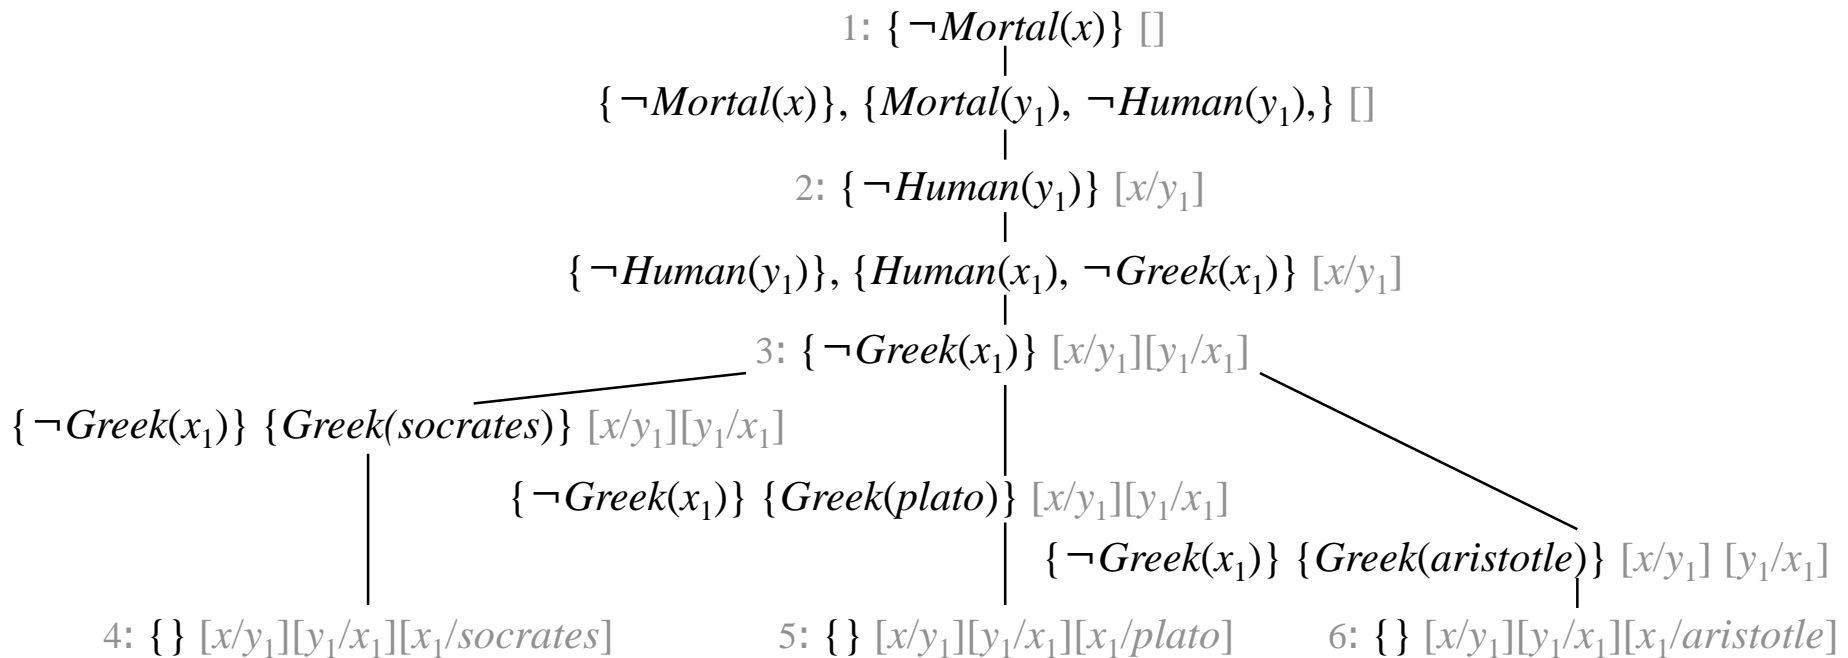 1: {¬Mortal(x)} []
{¬Mortal(x)}, {Mortal(y₁), ¬Human(y₁),} []
2: {¬Human(y₁)} [x/y₁]
{¬Human(y₁)}, {Human(x₁), ¬Greek(x₁)} [x/y₁]
3: {¬Greek(x₁)} [x/y₁][y₁/x₁]
{¬Greek(x₁)} {Greek(socrates)} [x/y₁][y₁/x₁]
{¬Greek(x₁)} {Greek(plato)} [x/y₁][y₁/x₁]
{¬Greek(x₁)} {Greek(aristotle)} [x/y₁] [y₁/x₁]
4: {} [x/y₁][y₁/x₁][x₁/socrates]
5: {} [x/y₁][y₁/x₁][x₁/plato]
6: {} [x/y₁][y₁/x₁][x₁/aristotle]